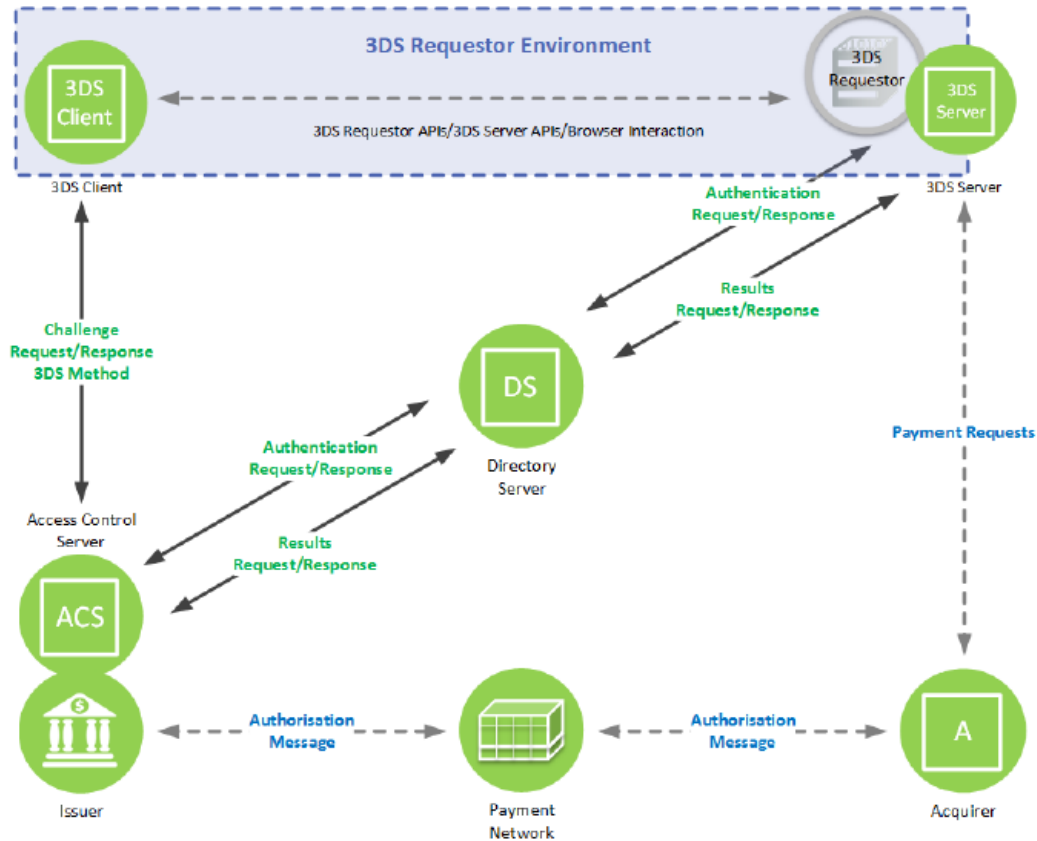 3DS Requestor Environment
3DS
Client
3DS
Requestor
3DS
Server
3DS Requestor APIs/3DS Server APIs/Browser Interaction
3DS Client
3DS Server
Authentication
Request/Response
Results
Request/Response
Challenge
Request/Response
3DS Method
DS
Directory
Server
Payment Requests
Authentication
Request/Response
Results
Request/Response
Access Control
Server
ACS
$
Authorisation
Message
Authorisation
Message
A
Issuer
Payment
Network
Acquirer